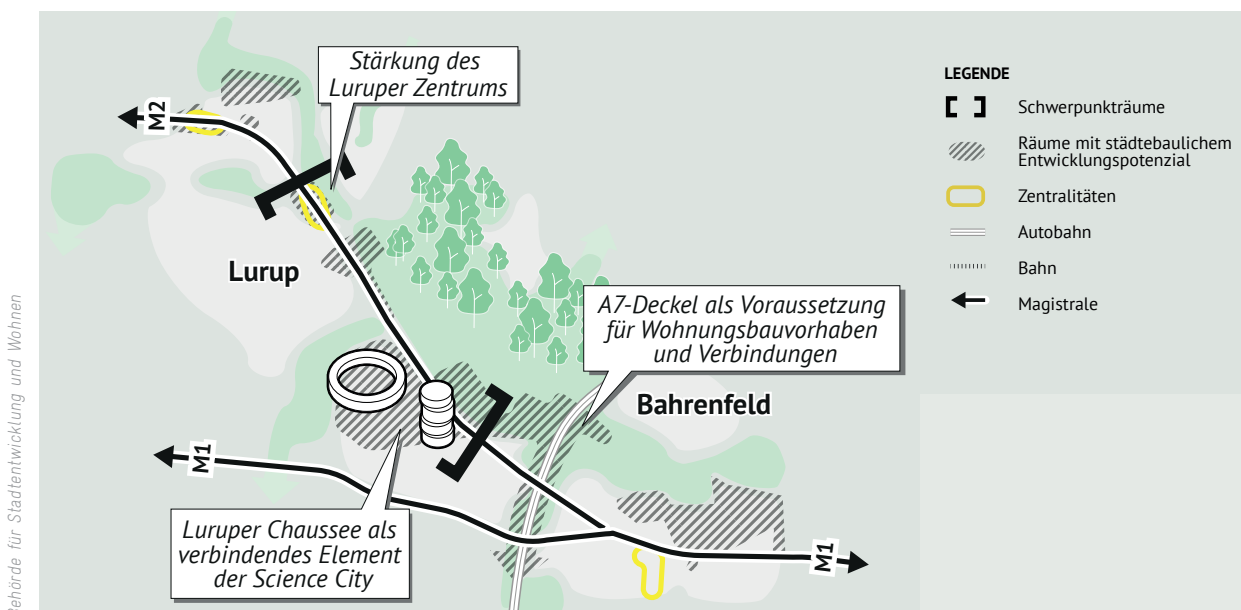 Stärkung des
Luruper Zentrums
M2
Lurup
A7-Deckel als Voraussetzung
für Wohnungsbauvorhaben
und Verbindungen
Bahrenfeld
M1
Luruper Chaussee als
verbindendes Element
der Science City
M1
LEGENDE
Schwerpunkträume
Räume mit städtebaulichem
Entwicklungspotenzial
Zentralitäten
Autobahn
Bahn
Magistrale
Behörde für Stadtentwicklung und Wohnen